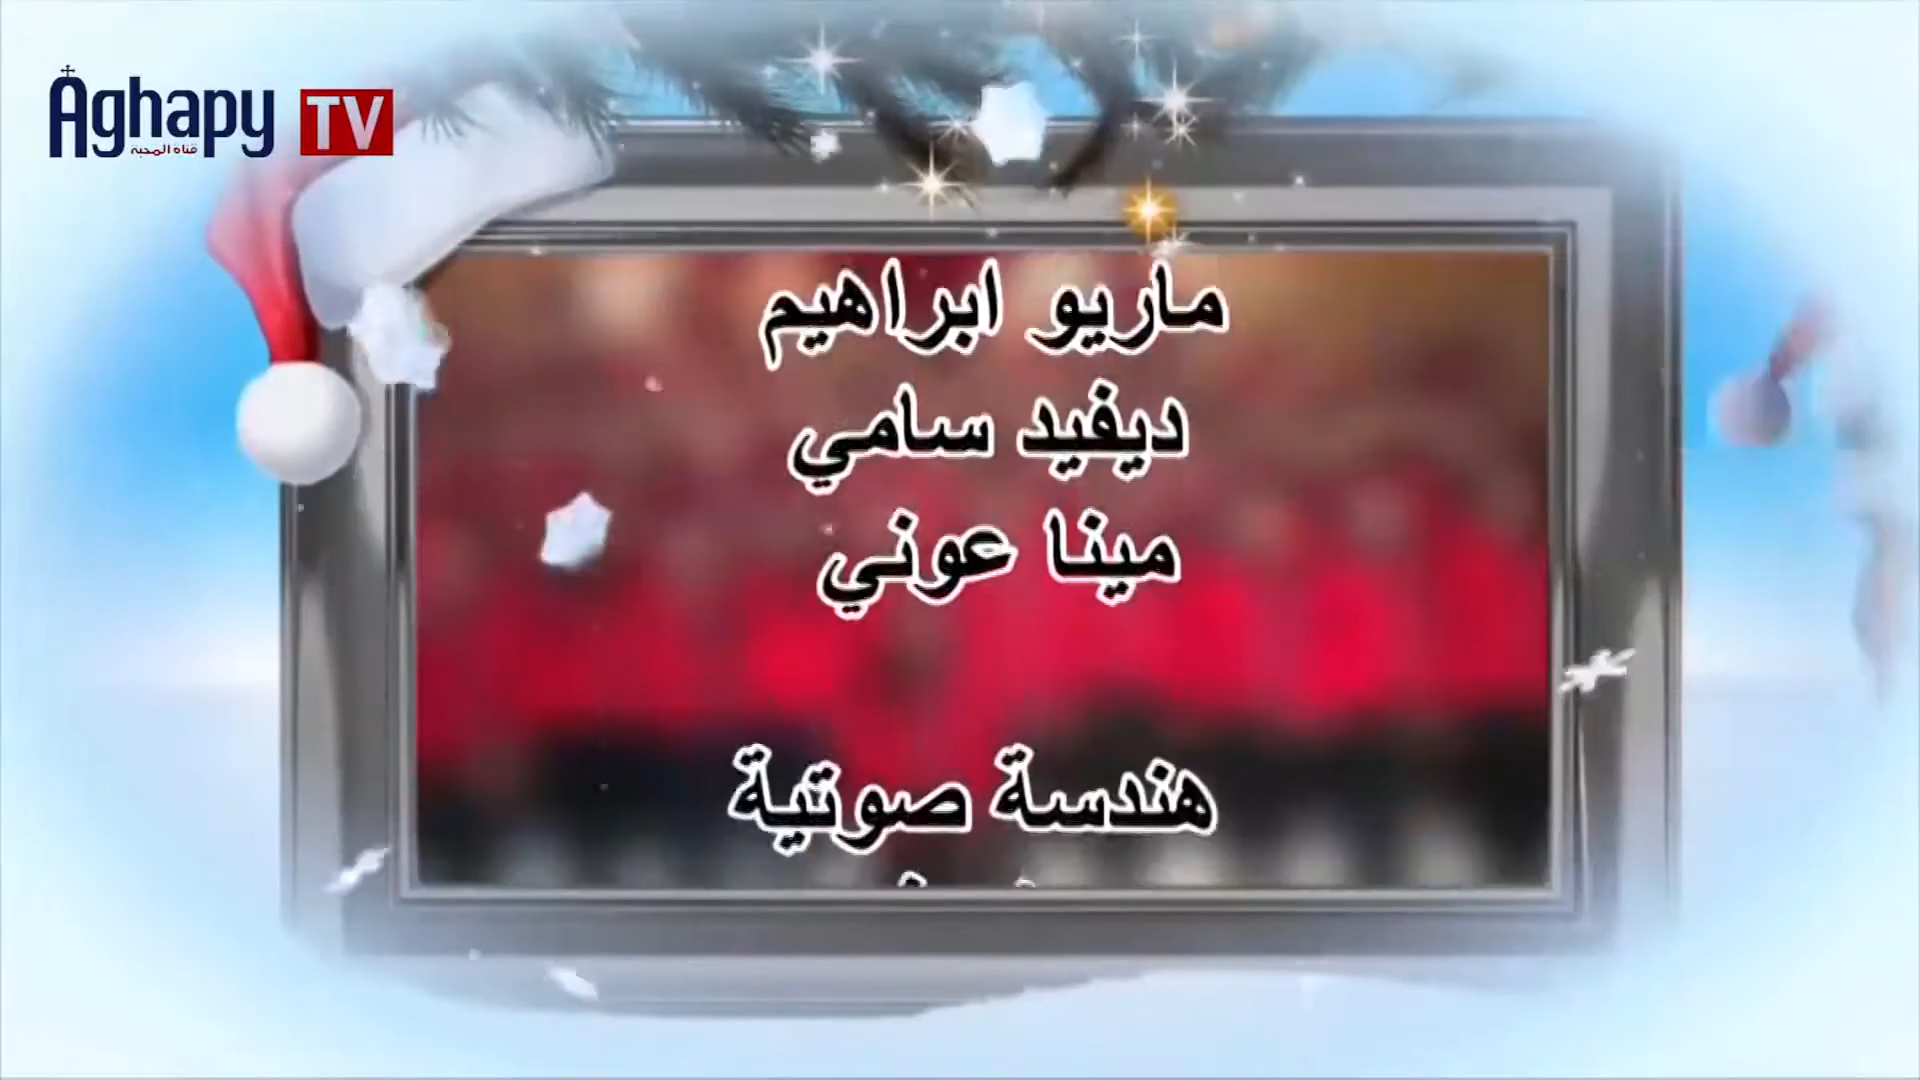 Aghapy TV
قناة المحبة
ماريو ابراهيم
ديفيد سامي
مينا عوني
هندسة صوتية